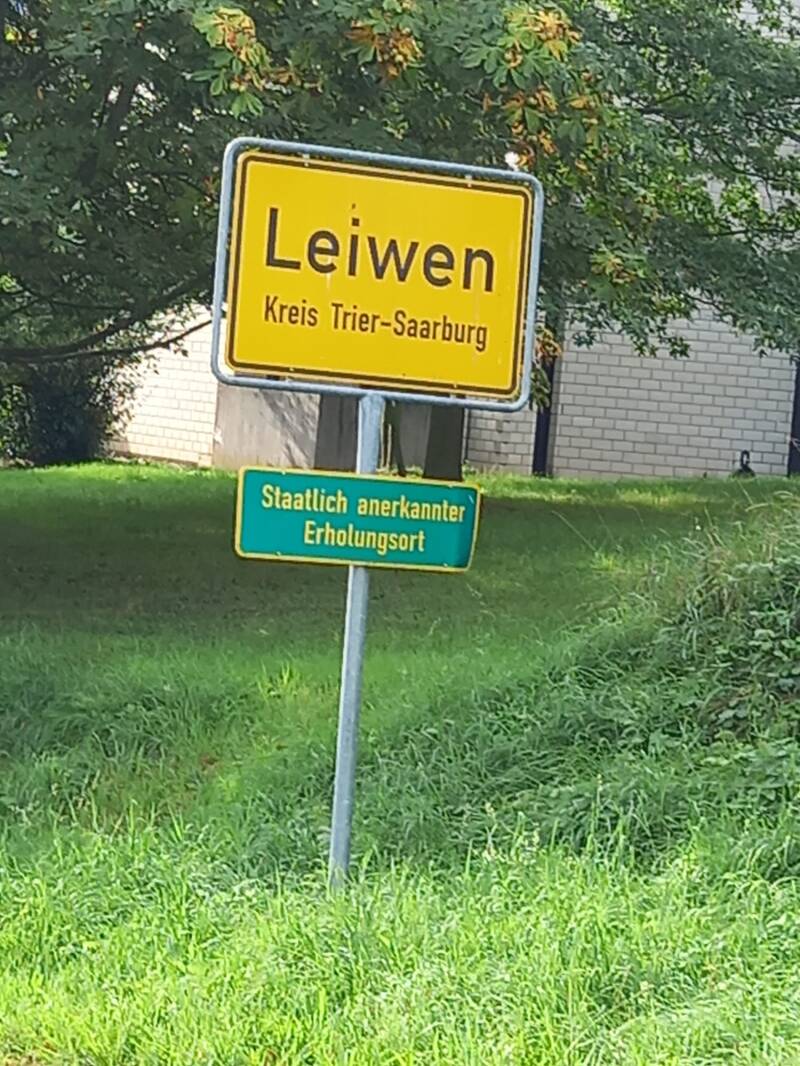 Leiwen
Kreis Trier-Saarburg
Staatlich anerkannter
Erholungsort